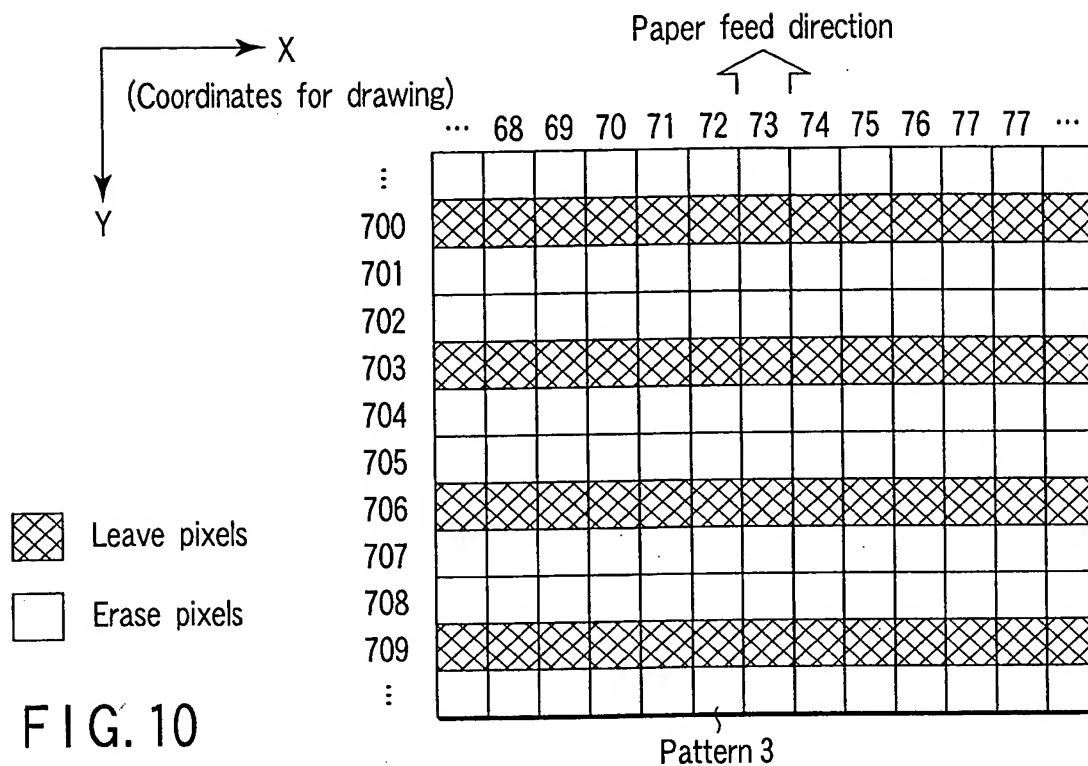 Paper feed direction
X
(Coordinates for drawing)
Y
... 68 69 70 71 72 73 74 75 76 77 77 ...
⋮
700
701
702
703
704
705
706
707
708
709
⋮
Leave pixels
Erase pixels
FIG. 10
Pattern 3